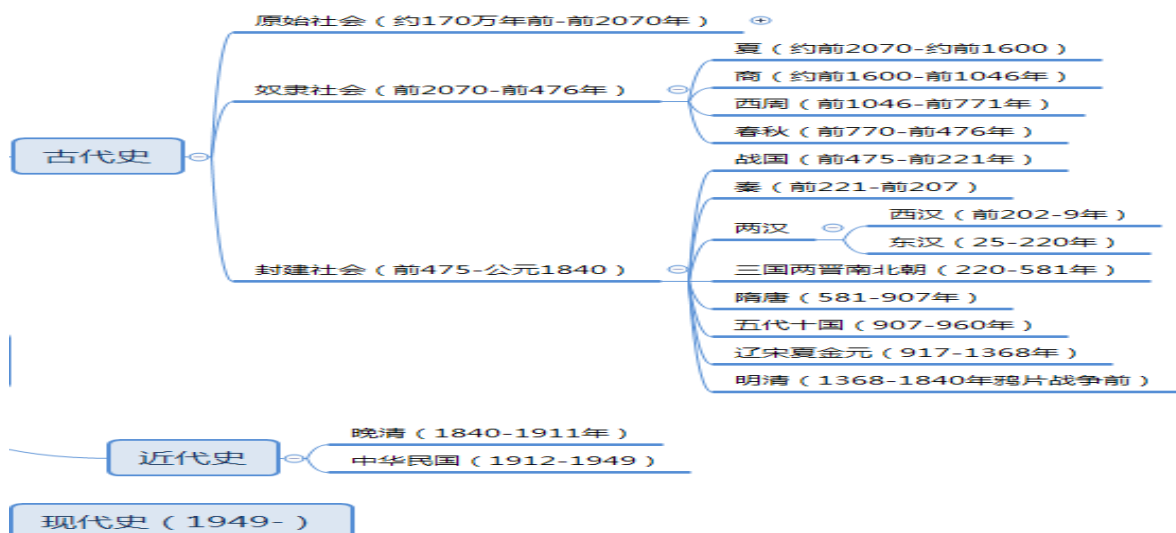 原始社会（约170万年前-前2070年）
夏（约前2070-约前1600）
奴隶社会（前2070-前476年）
商（约前1600-前1046年）
西周（前1046-前771年）
春秋（前770-前476年）
古代史
战国（前475-前221年）
秦（前221-前207）
两汉
西汉（前202-9年）
东汉（25-220年）
封建社会（前475-公元1840）
三国两晋南北朝（220-581年）
隋唐（581-907年）
五代十国（907-960年）
辽宋夏金元（917-1368年）
明清（1368-1840年鸦片战争前）
近代史
晚清（1840-1911年）
中华民国（1912-1949）
现代史（1949-）